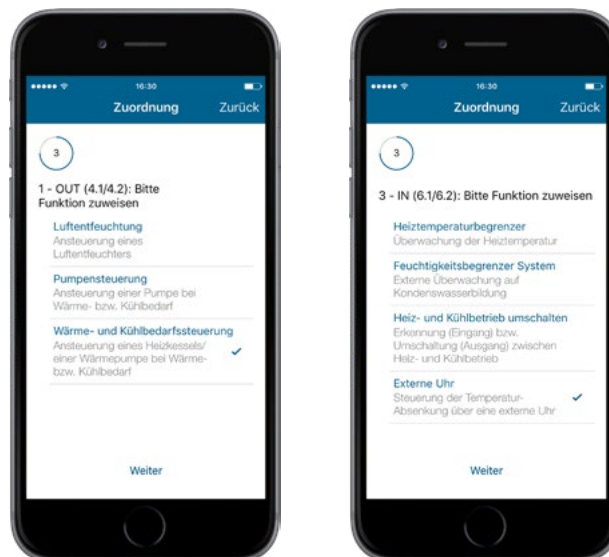 16:30
Zuordnung Zurück
3
1 - OUT (4.1/4.2): Bitte
Funktion zuweisen
Luftentfeuchtung
Ansteuerung eines
Luftentfeuchters
Pumpensteuerung
Ansteuerung einer Pumpe bei
Wärme- bzw. Kühlbedarf
Wärme- und Kühlbedarfssteuerung
Ansteuerung eines Heizkessels/
einer Wärmepumpe bei Wärme-
bzw. Kühlbedarf
Weiter
16:30
Zuordnung Zurück
3
3 - IN (6.1/6.2): Bitte Funktion zuweisen
Heiztemperaturbegrenzer
Überwachung der Heiztemperatur
Feuchtigkeitsbegrenzer System
Externe Überwachung auf
Kondenswasserbildung
Heiz- und Kühlbetrieb umschalten
Erkennung (Eingang) bzw.
Umschaltung (Ausgang) zwischen
Heiz- und Kühlbetrieb
Externe Uhr
Steuerung der Temperatur-
Absenkung über eine externe Uhr
Weiter